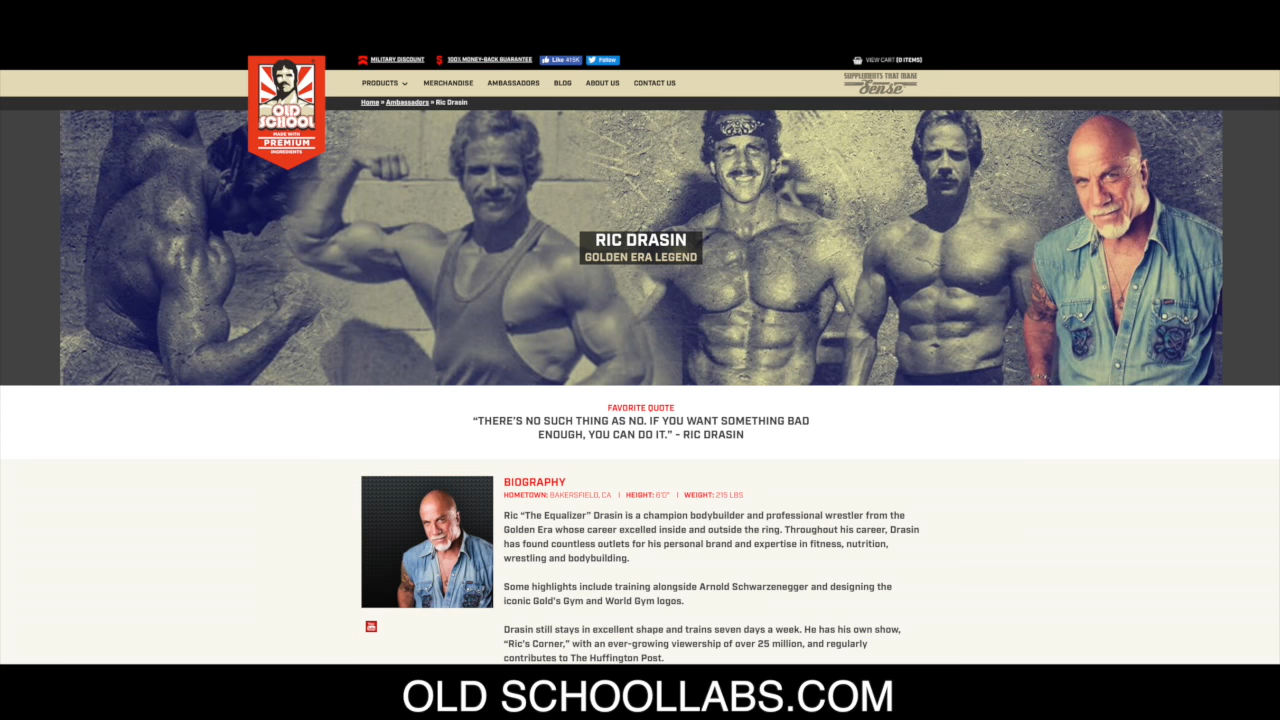 MILITARY DISCOUNT
100% MONEY-BACK GUARANTEE
Like 415K
Follow
VIEW CART (0 ITEMS)
PRODUCTS
MERCHANDISE
AMBASSADORS
BLOG
ABOUT US
CONTACT US
SUPPLEMENTS THAT MAKE
Sense
Home » Ambassadors » Ric Drasin
OLD
SCHOOL
MADE WITH
PREMIUM
INGREDIENTS
RIC DRASIN
GOLDEN ERA LEGEND
FAVORITE QUOTE
“THERE’S NO SUCH THING AS NO. IF YOU WANT SOMETHING BAD
ENOUGH, YOU CAN DO IT.” - RIC DRASIN
BIOGRAPHY
HOMETOWN: BAKERSFIELD, CA | HEIGHT: 6'0" | WEIGHT: 215 LBS
Ric “The Equalizer” Drasin is a champion bodybuilder and professional wrestler from the
Golden Era whose career excelled inside and outside the ring. Throughout his career, Drasin
has found countless outlets for his personal brand and expertise in fitness, nutrition,
wrestling and bodybuilding.
Some highlights include training alongside Arnold Schwarzenegger and designing the
iconic Gold’s Gym and World Gym logos.
Drasin still stays in excellent shape and trains seven days a week. He has his own show,
“Ric’s Corner,” with an ever-growing viewership of over 25 million, and regularly
contributes to The Huffington Post.
OLD SCHOOLLABS.COM